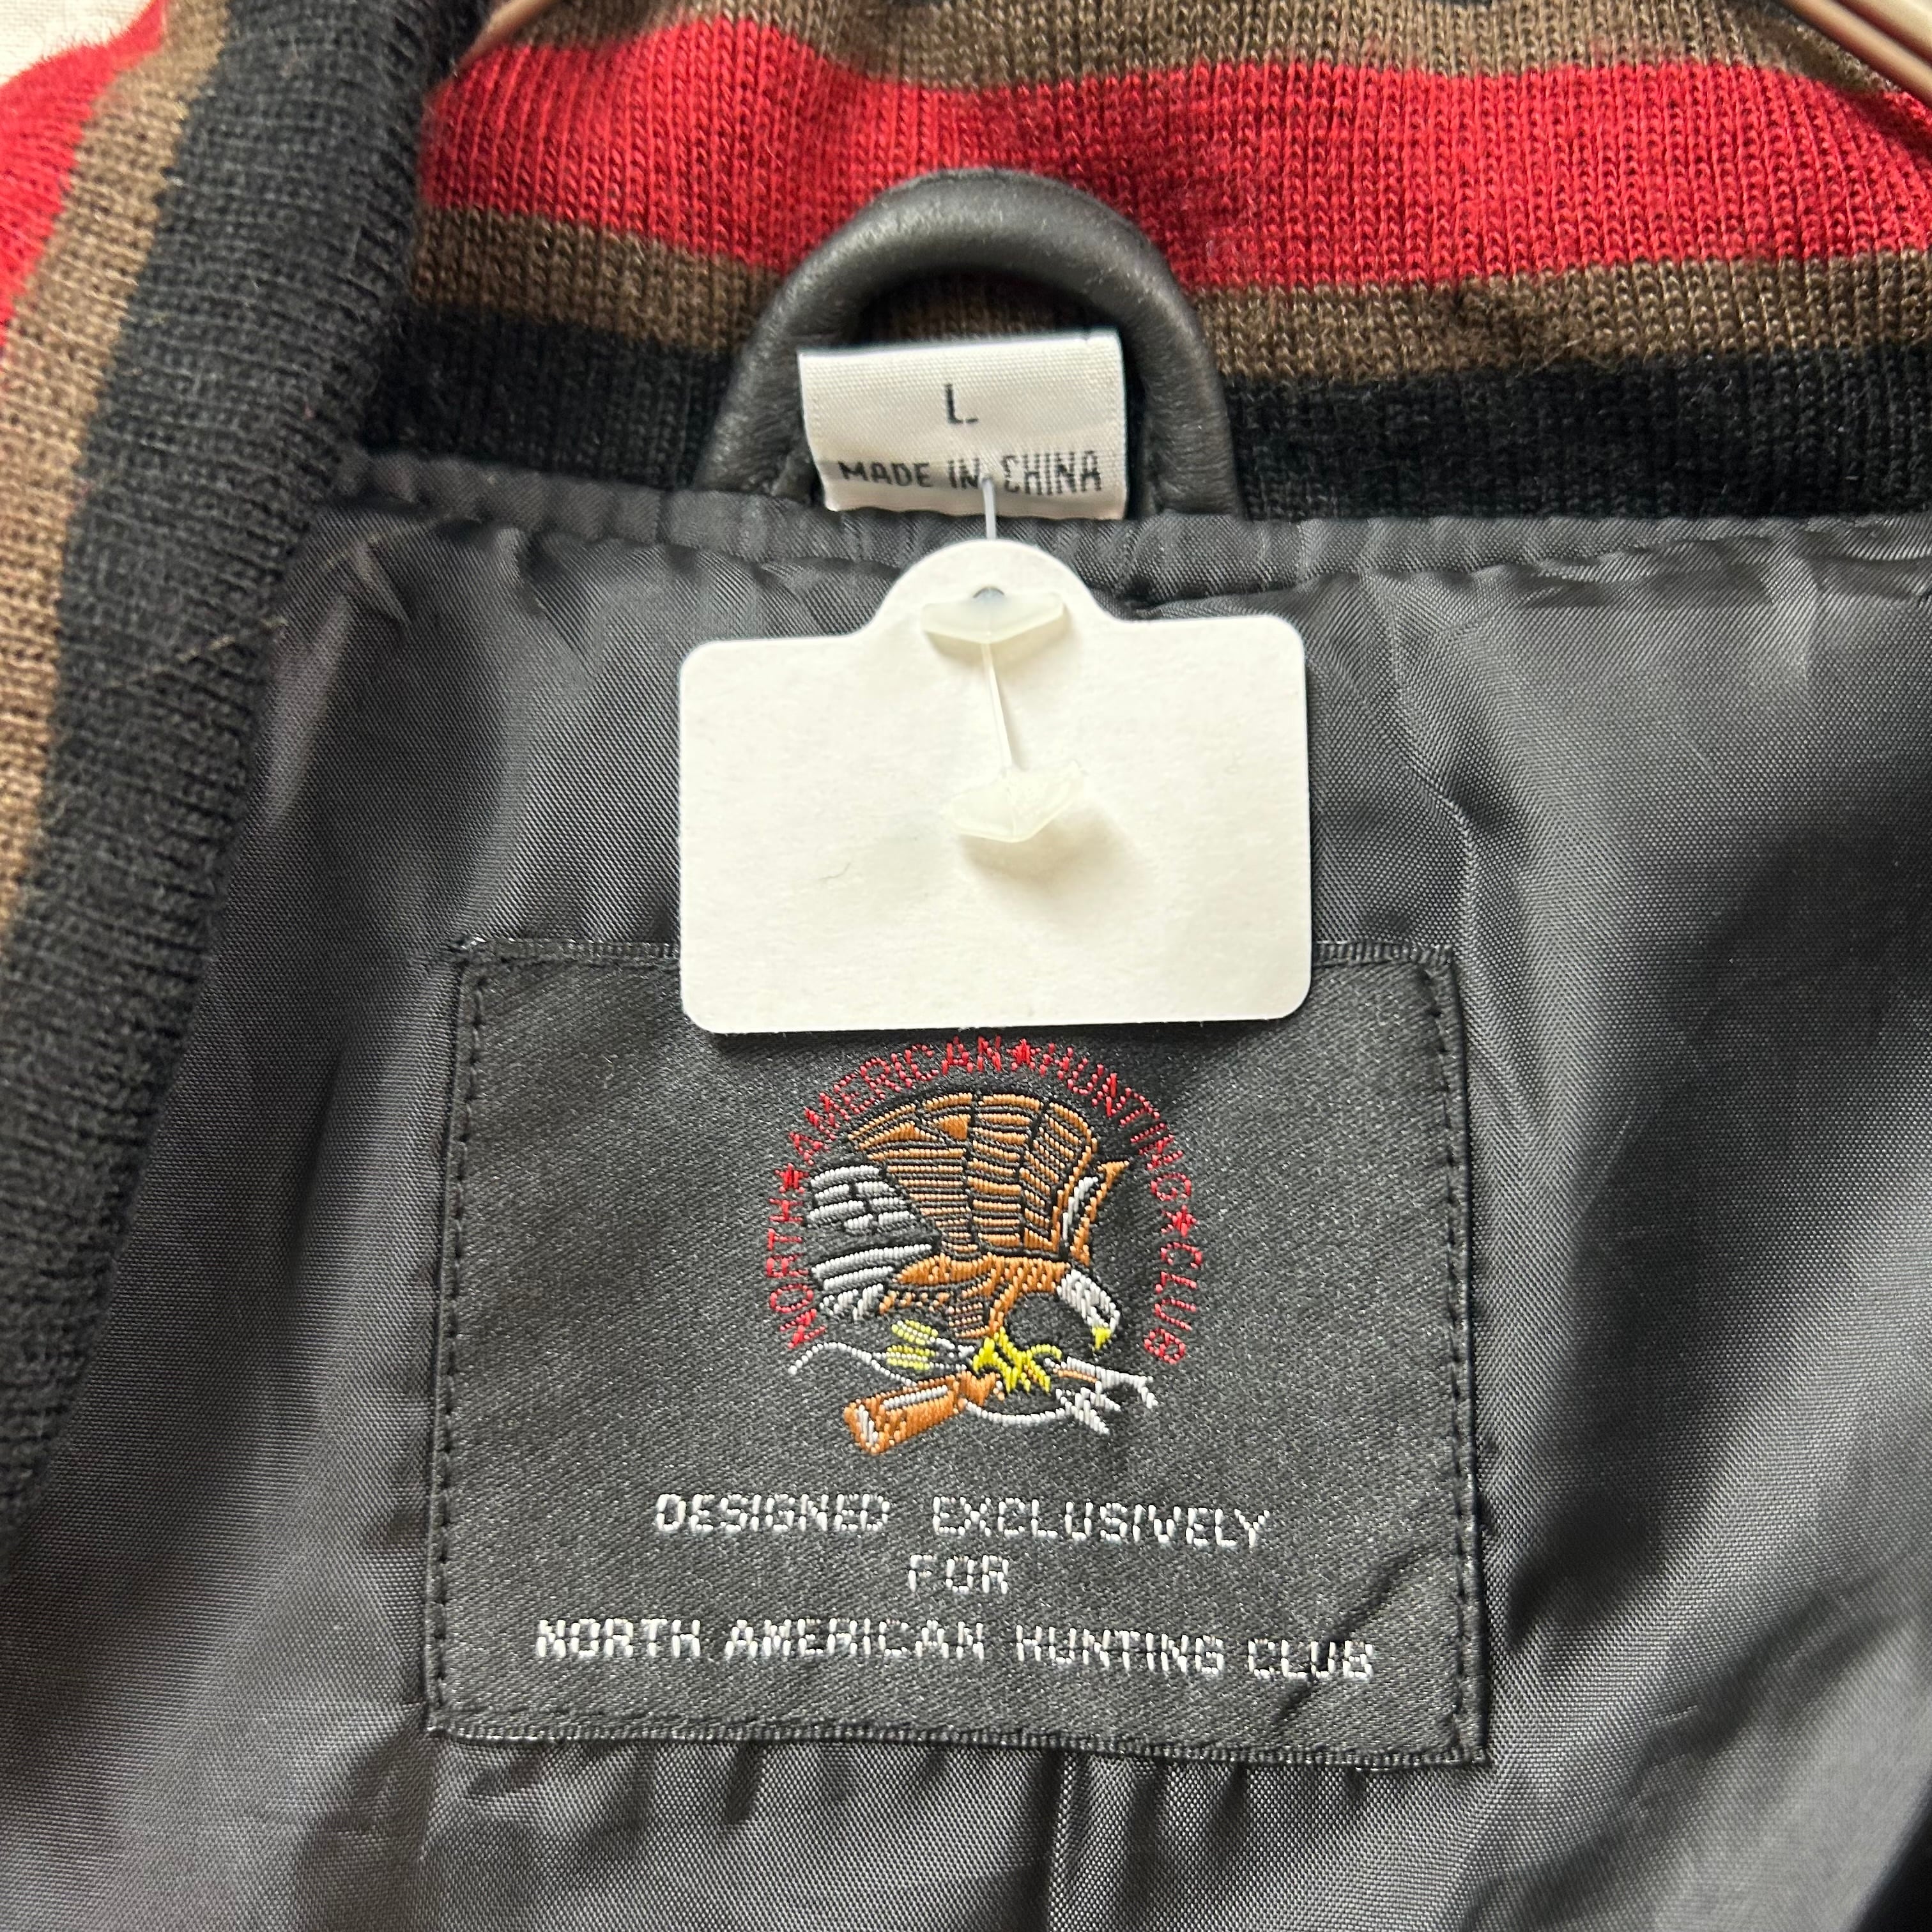 L
MADE IN CHINA
NORTH★AMERICAN★HUNTING★CLUB
DESIGNED EXCLUSIVELY
FOR
NORTH AMERICAN HUNTING CLUB